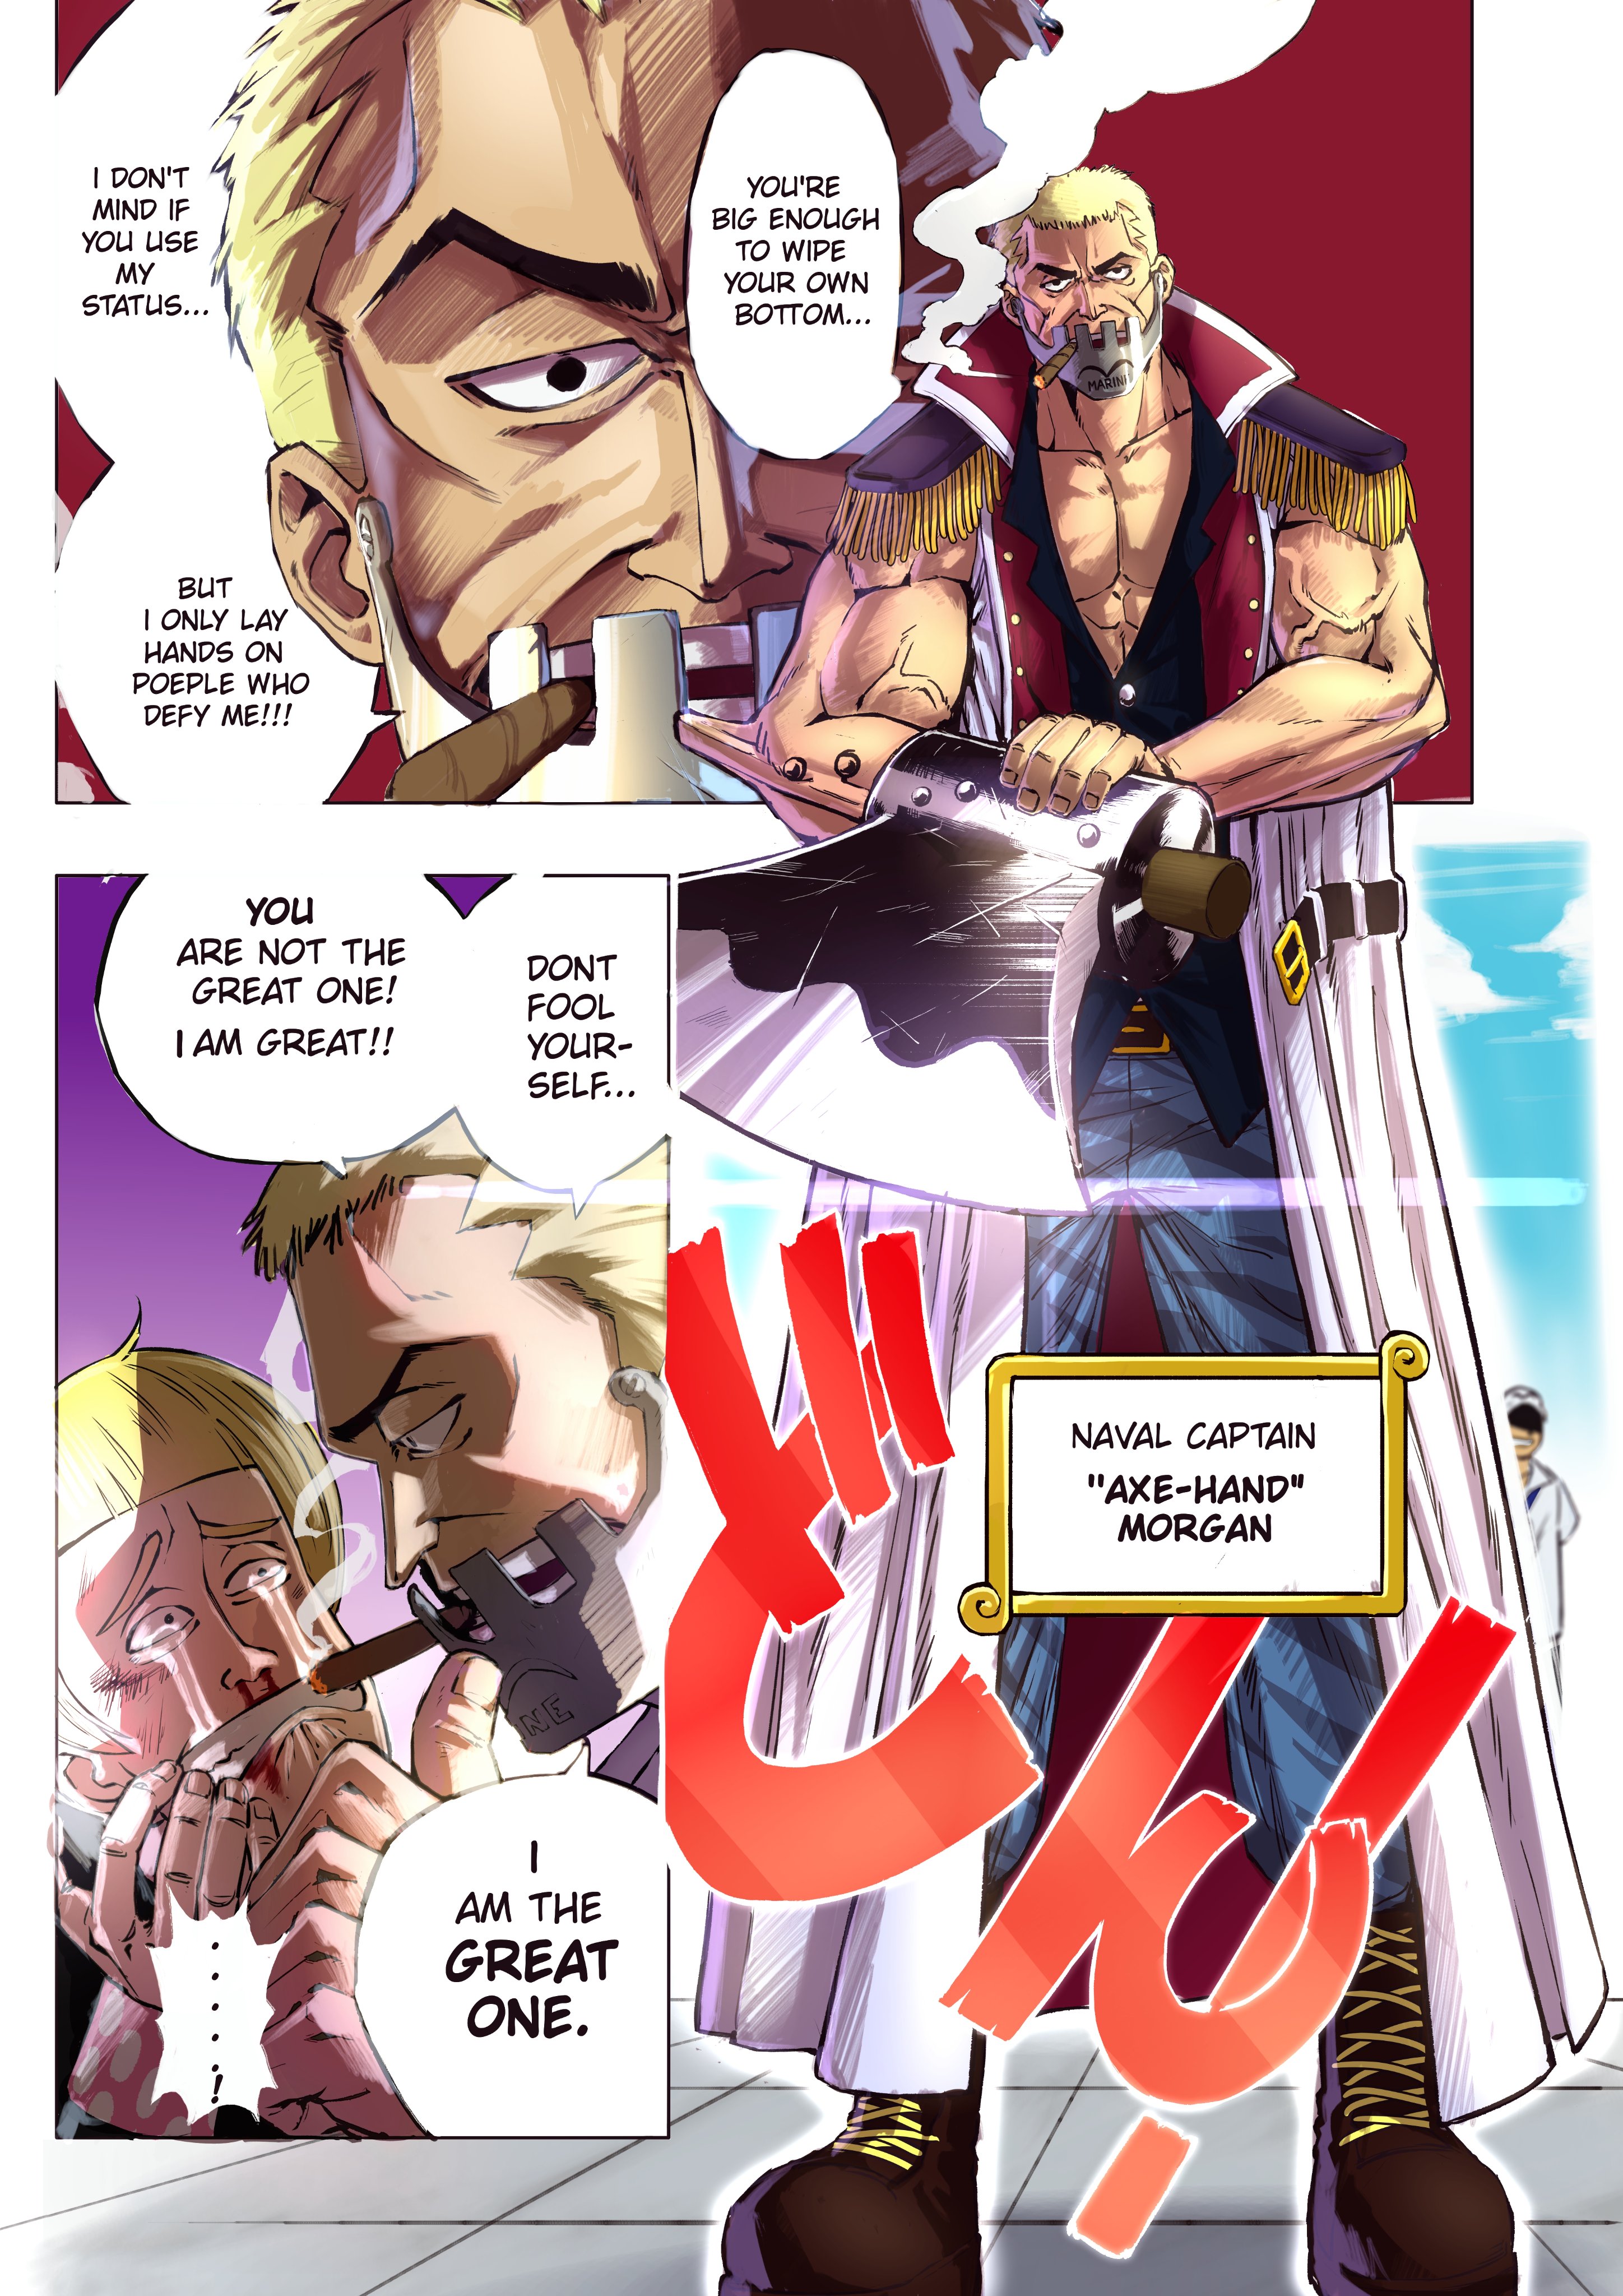 YOU'RE
BIG ENOUGH
TO WIPE
YOUR OWN
BOTTOM...
I DON'T
MIND IF
YOU USE
MY
STATUS...
BUT
I ONLY LAY
HANDS ON
POEPLE WHO
DEFY ME!!!
MARIN
DONT
FOOL
YOUR-
SELF...
YOU
ARE NOT THE
GREAT ONE!
I AM GREAT!!
NE
I
AM THE
GREAT
ONE.
.....!
NAVAL CAPTAIN
"AXE-HAND"
MORGAN
ドン